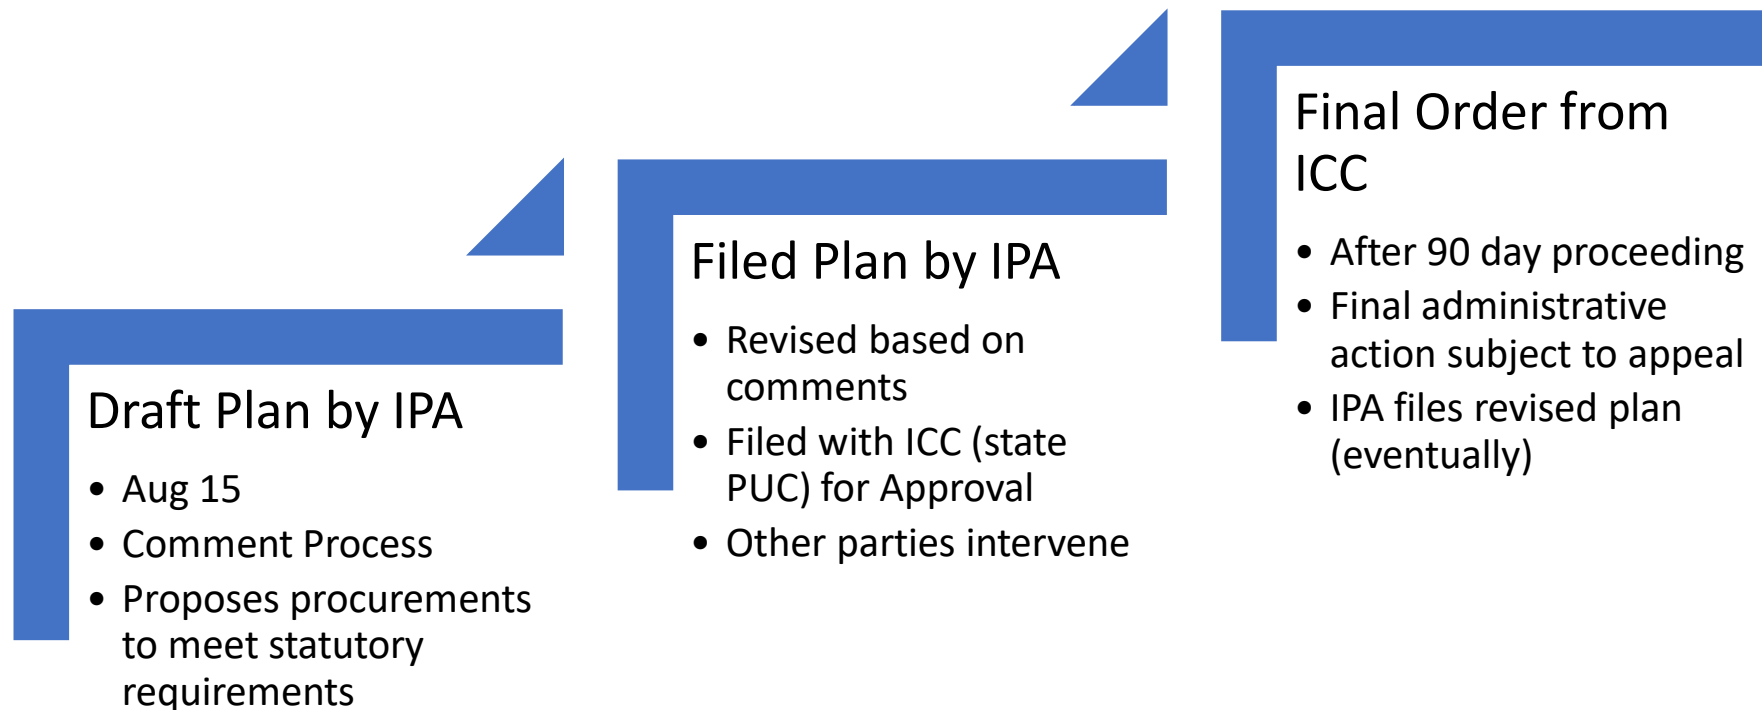 Draft Plan by IPA
• Aug 15
• Comment Process
• Proposes procurements
to meet statutory
requirements
Filed Plan by IPA
• Revised based on
comments
• Filed with ICC (state
PUC) for Approval
• Other parties intervene
Final Order from
ICC
• After 90 day proceeding
• Final administrative
action subject to appeal
• IPA files revised plan
(eventually)